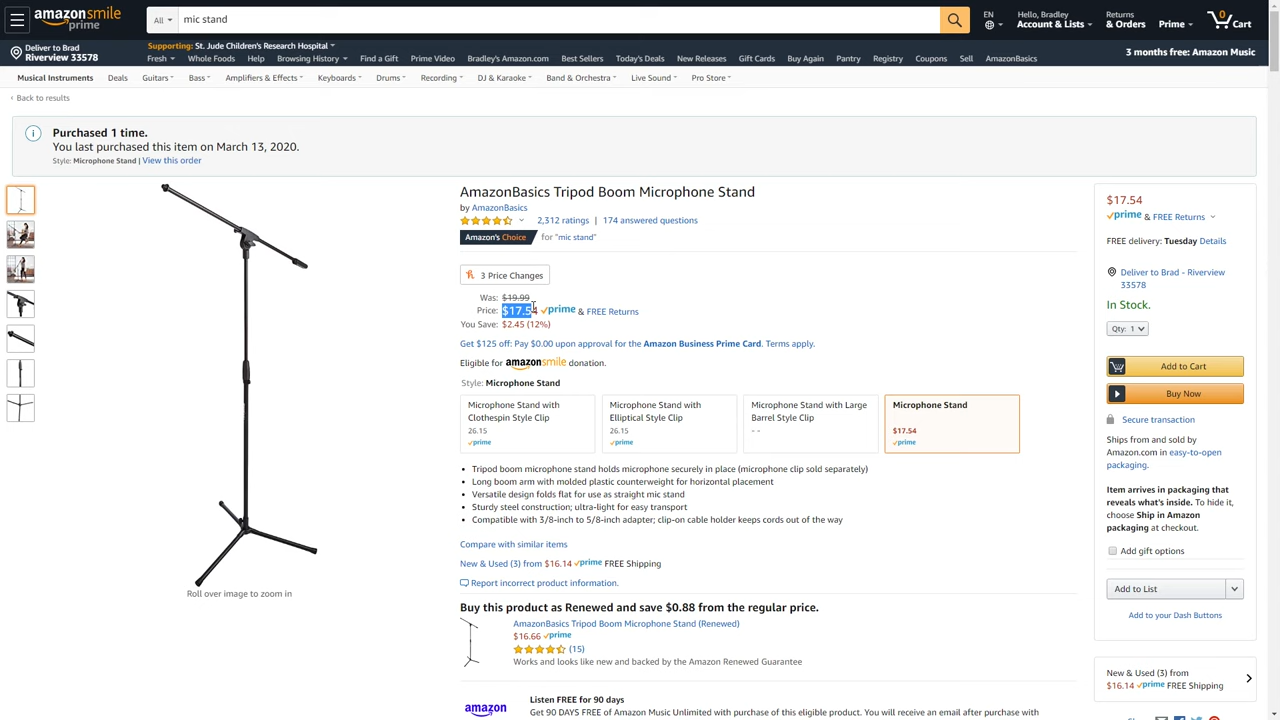 amazonsmile
prime
All
mic stand
EN
Hello, Bradley
Account & Lists
Returns
& Orders
Prime
0
Cart
Deliver to Brad
Riverview 33578
Supporting: St. Jude Children's Research Hospital
Fresh Whole Foods Help Browsing History Find a Gift Prime Video Bradley's Amazon.com Best Sellers Today's Deals New Releases Gift Cards Buy Again Pantry Registry Coupons Sell AmazonBasics
3 months free: Amazon Music
Musical Instruments Deals Guitars Bass Amplifiers & Effects Keyboards Drums Recording DJ & Karaoke Band & Orchestra Live Sound Pro Store
‹ Back to results
Purchased 1 time.
You last purchased this item on March 13, 2020.
Style: Microphone Stand | View this order
AmazonBasics Tripod Boom Microphone Stand
by AmazonBasics
2,312 ratings | 174 answered questions
Amazon's Choice for "mic stand"
3 Price Changes
Was: $19.99
Price: $17.54 prime & FREE Returns
You Save: $2.45 (12%)
Get $125 off: Pay $0.00 upon approval for the Amazon Business Prime Card. Terms apply.
Eligible for amazonsmile donation.
Style: Microphone Stand
Microphone Stand with
Clothespin Style Clip
26.15
prime
Microphone Stand with
Elliptical Style Clip
26.15
prime
Microphone Stand with Large
Barrel Style Clip
- -
Microphone Stand
$17.54
prime
• Tripod boom microphone stand holds microphone securely in place (microphone clip sold separately)
• Long boom arm with molded plastic counterweight for horizontal placement
• Versatile design folds flat for use as straight mic stand
• Sturdy steel construction; ultra-light for easy transport
• Compatible with 3/8-inch to 5/8-inch adapter; clip-on cable holder keeps cords out of the way
Compare with similar items
New & Used (3) from $16.14 prime FREE Shipping
Report incorrect product information.
Roll over image to zoom in
Buy this product as Renewed and save $0.88 from the regular price.
AmazonBasics Tripod Boom Microphone Stand (Renewed)
$16.66 prime
(15)
Works and looks like new and backed by the Amazon Renewed Guarantee
amazon
Listen FREE for 90 days
Get 90 DAYS FREE of Amazon Music Unlimited with purchase of this eligible product. You will receive an email after purchase with
$17.54
prime & FREE Returns
FREE delivery: Tuesday Details
Deliver to Brad - Riverview
33578
In Stock.
Qty: 1
Add to Cart
Buy Now
Secure transaction
Ships from and sold by
Amazon.com in easy-to-open
packaging.
Item arrives in packaging that
reveals what's inside. To hide it,
choose Ship in Amazon
packaging at checkout.
Add gift options
Add to List
Add to your Dash Buttons
New & Used (3) from
$16.14 prime FREE Shipping